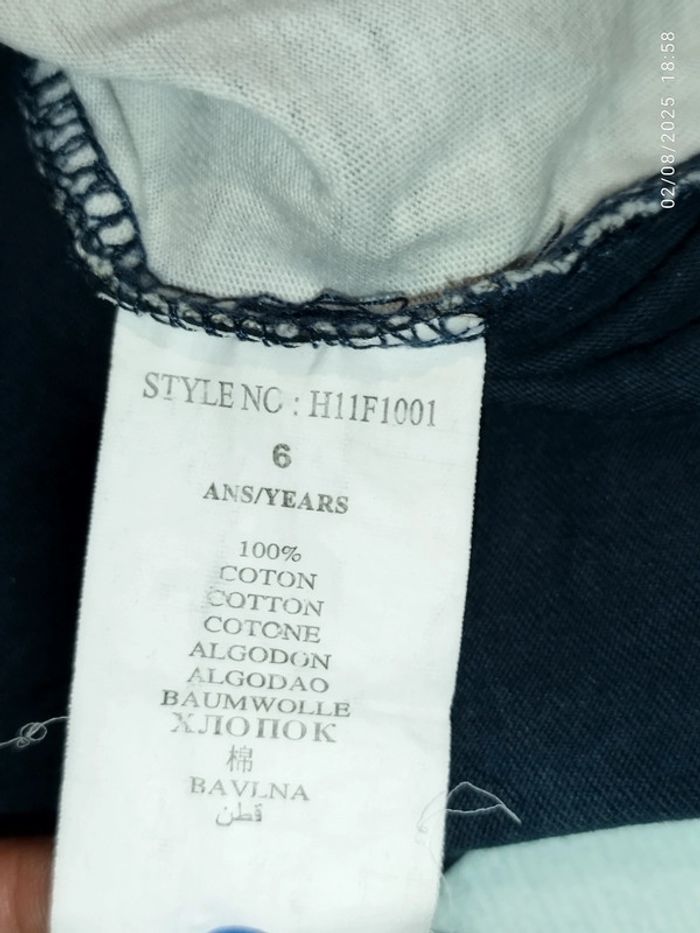 02/08/2025 18:58
STYLE NO : H11F1001
6
ANS/YEARS
100%
COTON
COTTON
COTONE
ALGODON
ALGODAO
BAUMWOLLE
ХЛОПОК
棉
BAVLNA
قطن